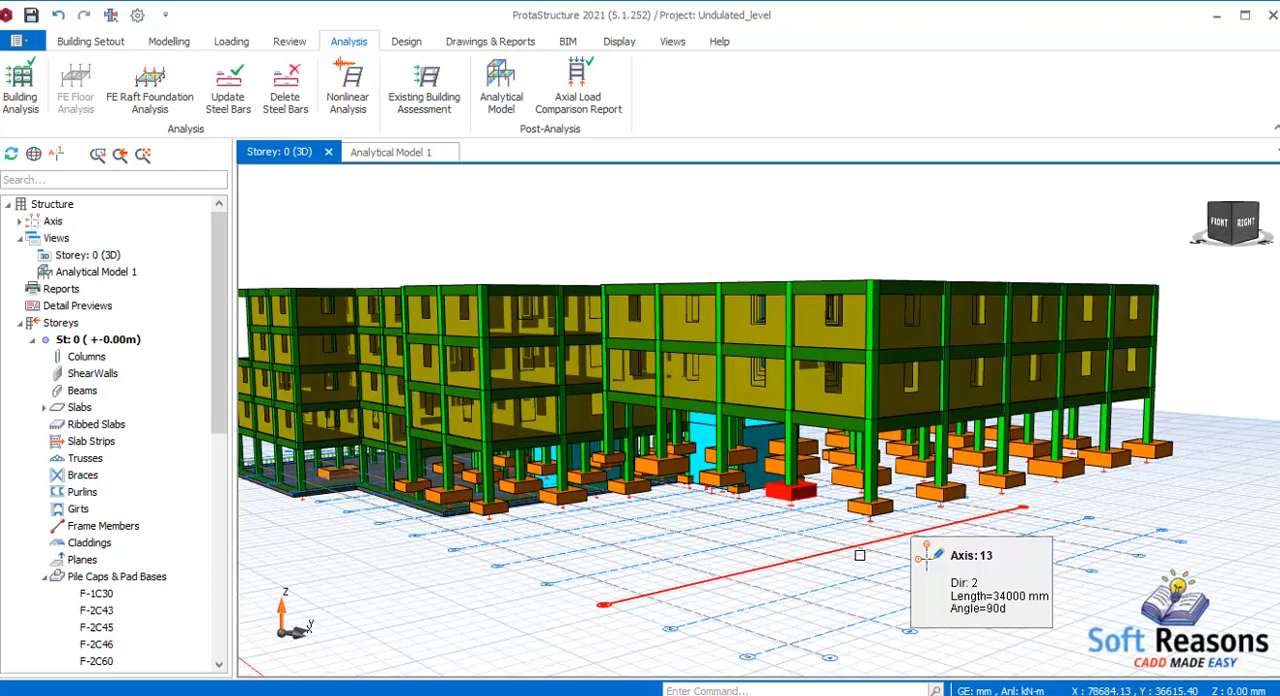 ProtaStructure 2021 (5.1.252) / Project: Undulated_level
Building Setout Modelling Loading Review Analysis Design Drawings & Reports BIM Display Views Help
Building Analysis
FE Floor Analysis
FE Raft Foundation Analysis
Update Steel Bars
Delete Steel Bars
Nonlinear Analysis
Existing Building Assessment
Analytical Model
Axial Load Comparison Report
Analysis
Post-Analysis
Storey: 0 (3D)
Analytical Model 1
Search...
Structure
Axis
Views
Storey: 0 (3D)
Analytical Model 1
Reports
Detail Previews
Storeys
St: 0 ( +-0.00m)
Columns
ShearWalls
Beams
Slabs
Ribbed Slabs
Slab Strips
Trusses
Braces
Purlins
Girts
Frame Members
Claddings
Planes
Pile Caps & Pad Bases
F-1C30
F-2C43
F-2C45
F-2C46
F-2C60
FRONT RIGHT
Axis: 13
Dir: 2
Length=34000 mm
Angle=90d
Z
Y
Soft Reasons
CADD MADE EASY
Enter Command...
GE: mm , Anl: kN-m
X : 78684.13 , Y : 36615.40
Z : 0.00 mm